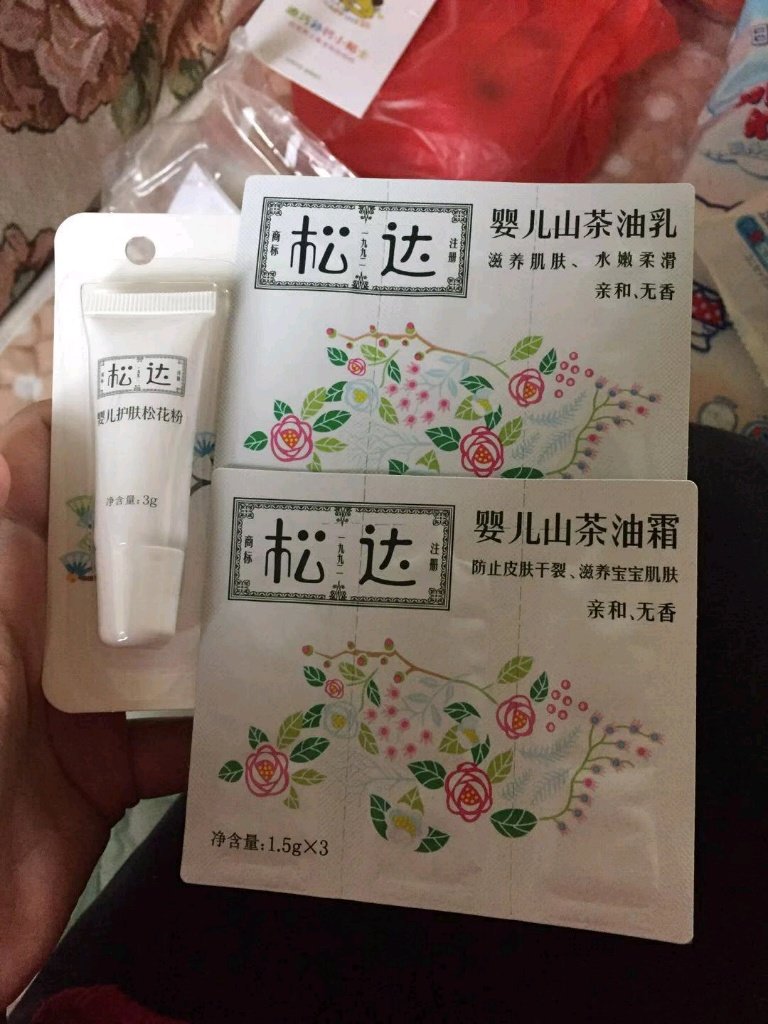 商标
松达
一九九二
注册
婴儿山茶油乳
滋养肌肤、水嫩柔滑
亲和、无香
松达
婴儿护肤松花粉
净含量:3g
商标
松达
一九九二
注册
婴儿山茶油霜
防止皮肤干裂、滋养宝宝肌肤
亲和、无香
净含量:1.5g×3